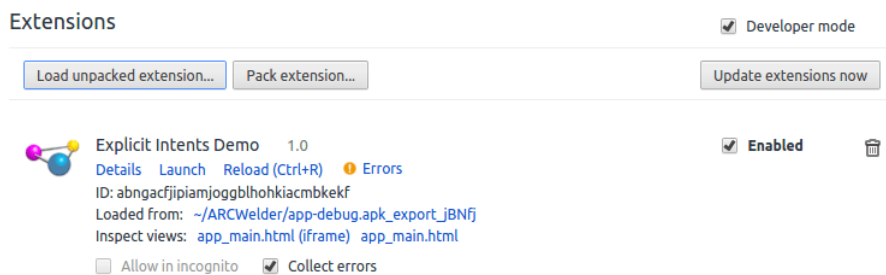 Extensions
Developer mode
Load unpacked extension... Pack extension... Update extensions now
Explicit Intents Demo 1.0 Enabled
Details Launch Reload (Ctrl+R) Errors
ID: abngacfjipiamjoggblhohkiacmbkekf
Loaded from: ~/ARCWelder/app-debug.apk_export_jBNfj
Inspect views: app_main.html (iframe) app_main.html
Allow in incognito Collect errors